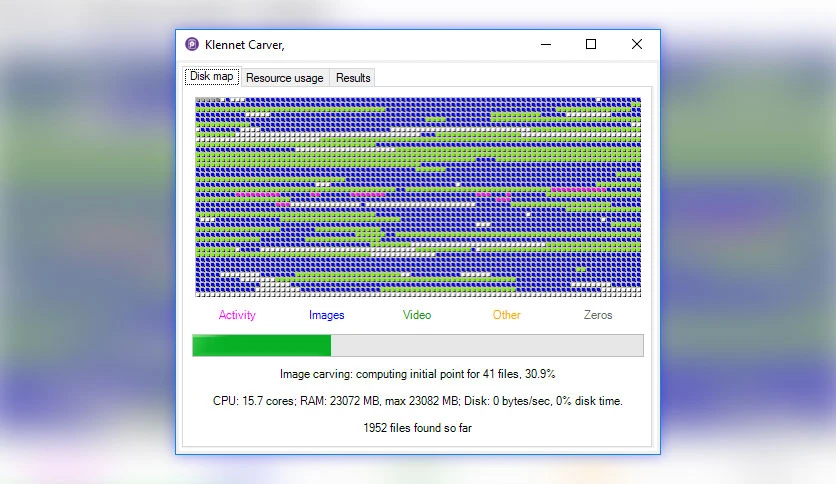 Klennet Carver,
Disk map Resource usage Results
Activity Images Video Other Zeros
Image carving: computing initial point for 41 files, 30.9%
CPU: 15.7 cores; RAM: 23072 MB, max 23082 MB; Disk: 0 bytes/sec, 0% disk time.
1952 files found so far